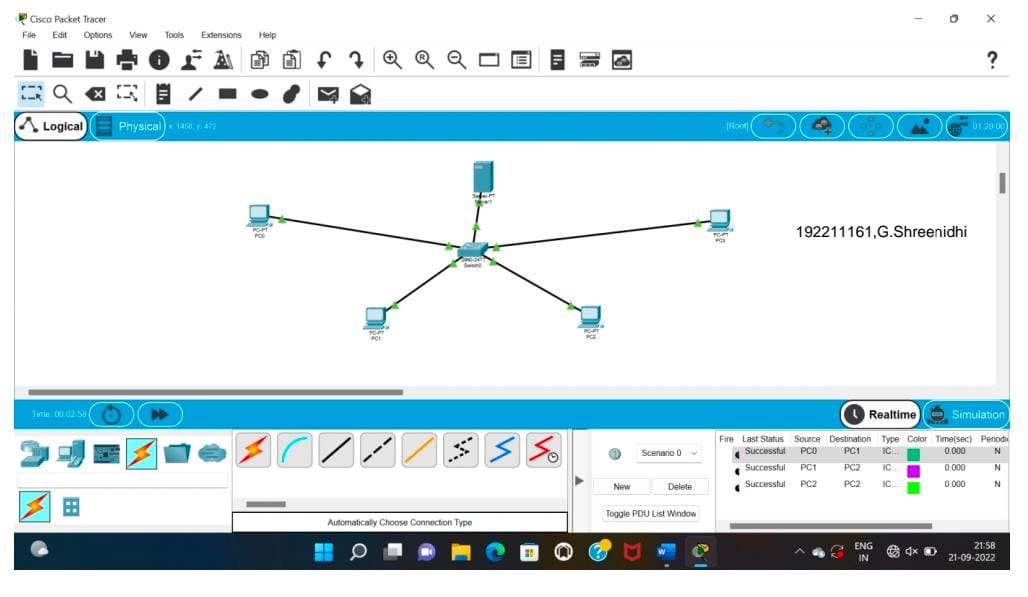 Cisco Packet Tracer
File Edit Options View Tools Extensions Help
Logical Physical x: 1456, y: 472 [Root] 01:29:00
Server-PT
Server1
PC-PT
PC0
PC-PT
PC3
192211161,G.Shreenidhi
2960-24TT
Switch0
PC-PT
PC1
PC-PT
PC2
Time: 00:02:58 Realtime Simulation
Fire Last Status Source Destination Type Color Time(sec) Periodi
Successful PC0 PC1 IC... 0.000 N
Scenario 0
Successful PC1 PC2 IC... 0.000 N
Successful PC2 PC2 IC... 0.000 N
New Delete
Toggle PDU List Window
Automatically Choose Connection Type
ENG
IN
21:58
21-09-2022